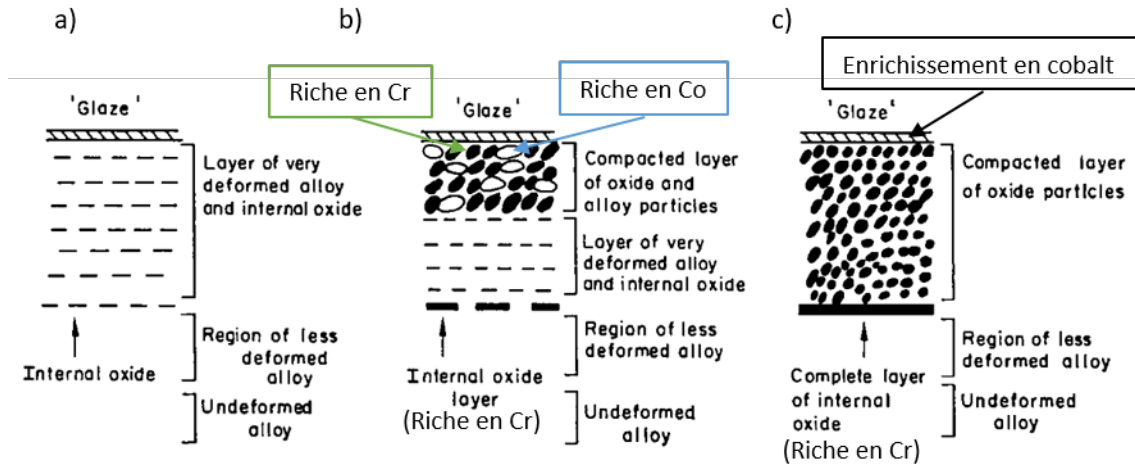 a)
b)
c)
Riche en Cr
Riche en Co
Enrichissement en cobalt
'Glaze'
Layer of very
deformed alloy
and internal oxide
Internal oxide
Region of less
deformed
alloy
Undeformed
alloy
'Glaze'
Compacted layer
of oxide and
alloy particles
Layer of very
deformed alloy
and internal oxide
Internal oxide
layer
(Riche en Cr)
Region of less
deformed alloy
Undeformed
alloy
'Glaze'
Compacted layer
of oxide particles
Complete layer
of internal
oxide
(Riche en Cr)
Region of less
deformed alloy
Undeformed
alloy